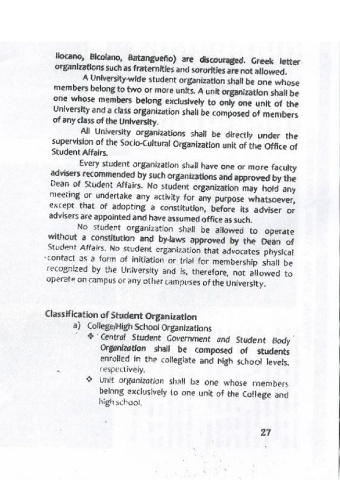 Ilocano, Bicolano, Batangueño) are discouraged. Greek letter
organizations such as fraternities and sororities are not allowed.
A University-wide student organization shall be one whose
members belong to two or more units. A unit organization shall be
one whose members belong exclusively to only one unit of the
University and a class organization shall be composed of members
of any class of the University.
All University organizations shall be directly under the
supervision of the Socio-Cultural Organization unit of the Office of
Student Affairs.
Every student organization shall have one or more faculty
advisers recommended by such organizations and approved by the
Dean of Student Affairs. No student organization may hold any
meeting or undertake any activity for any purpose whatsoever,
except that of adopting a constitution, before its adviser or
advisers are appointed and have assumed office as such.
No student organization shall be allowed to operate
without a constitution and by-laws approved by the Dean of
Student Affairs. No student organization that advocates physical
contact as a form of initiation or trial for membership shall be
recognized by the University and is, therefore, not allowed to
operate on campus or any other campuses of the University.
Classification of Student Organization
a) College/High School Organizations
❖ Central Student Government and Student Body
Organization shall be composed of students
enrolled in the collegiate and high school levels,
respectively.
❖ Unit organization shall be one whose members
belong exclusively to one unit of the College and
high school.
27